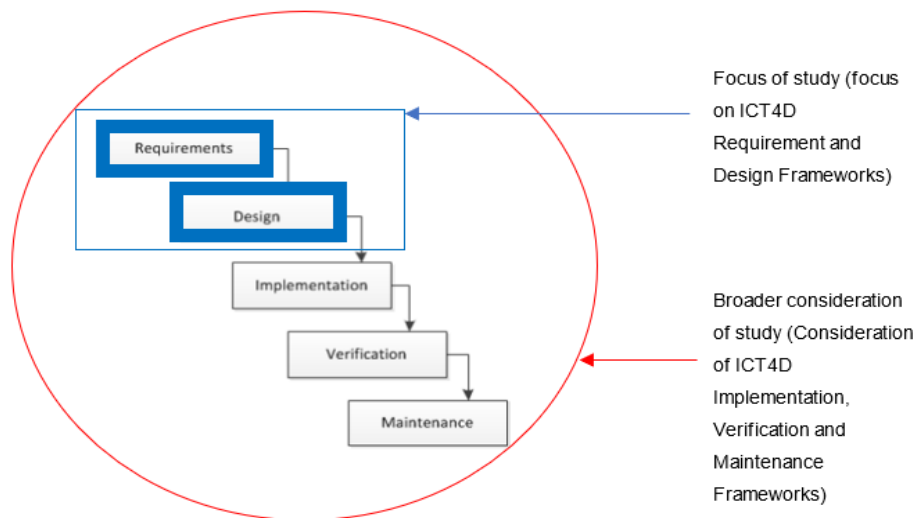 Focus of study (focus
on ICT4D
Requirement and
Design Frameworks)
Requirements
Design
Implementation
Verification
Maintenance
Broader consideration
of study (Consideration
of ICT4D
Implementation,
Verification and
Maintenance
Frameworks)